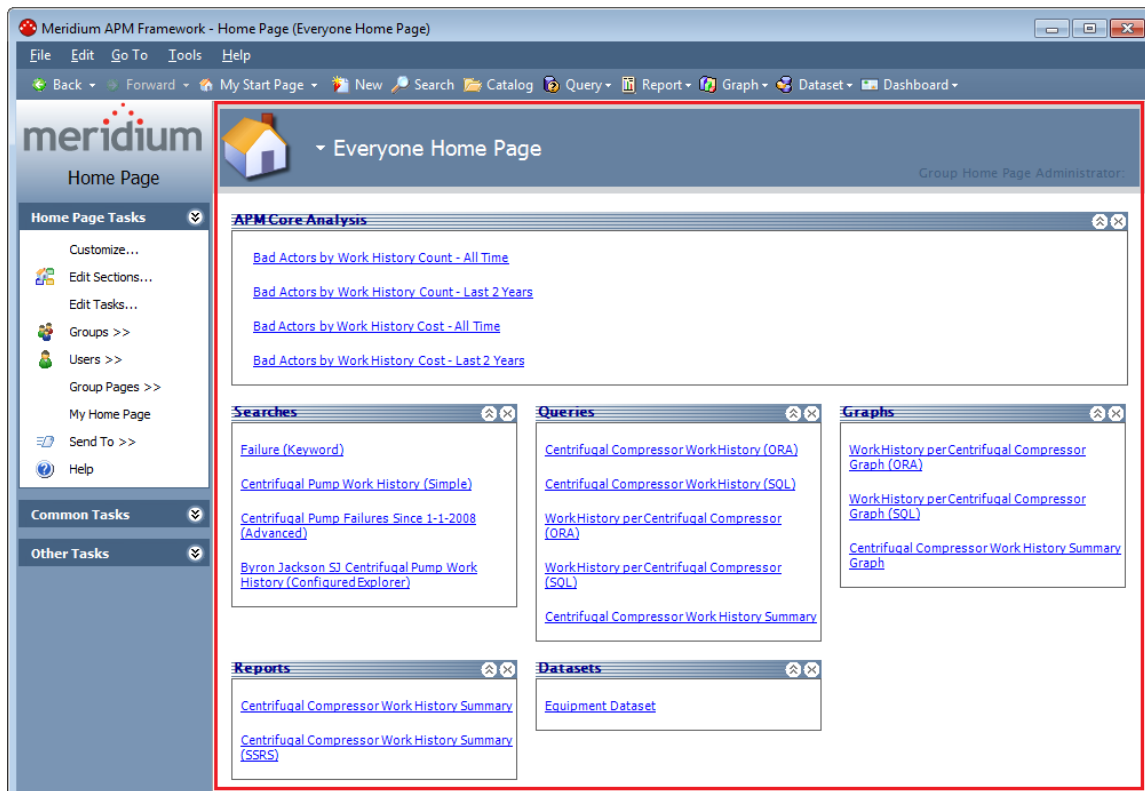 Meridium APM Framework - Home Page (Everyone Home Page)
File Edit Go To Tools Help
Back Forward My Start Page New Search Catalog Query Report Graph Dataset Dashboard
meridium
Home Page
Everyone Home Page
Group Home Page Administrator:
Home Page Tasks
Customize...
Edit Sections...
Edit Tasks...
Groups >>
Users >>
Group Pages >>
My Home Page
Send To >>
Help
Common Tasks
Other Tasks
APM Core Analysis
Bad Actors by Work History Count - All Time
Bad Actors by Work History Count - Last 2 Years
Bad Actors by Work History Cost - All Time
Bad Actors by Work History Cost - Last 2 Years
Searches
Failure (Keyword)
Centrifugal Pump Work History (Simple)
Centrifugal Pump Failures Since 1-1-2008
(Advanced)
Byron Jackson SJ Centrifugal Pump Work
History (Configured Explorer)
Queries
Centrifugal Compressor Work History (ORA)
Centrifugal Compressor Work History (SQL)
Work History per Centrifugal Compressor
(ORA)
Work History per Centrifugal Compressor
(SQL)
Centrifugal Compressor Work History Summary
Graphs
Work History per Centrifugal Compressor
Graph (ORA)
Work History per Centrifugal Compressor
Graph (SQL)
Centrifugal Compressor Work History Summary
Graph
Reports
Centrifugal Compressor Work History Summary
Centrifugal Compressor Work History Summary
(SSRS)
Datasets
Equipment Dataset